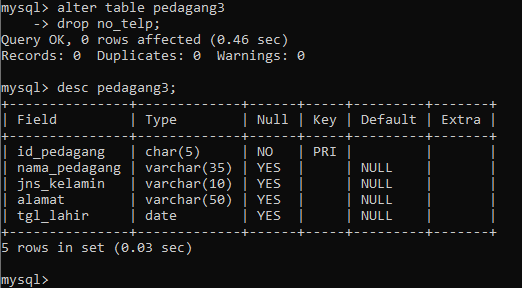 mysql> alter table pedagang3
    -> drop no_telp;
Query OK, 0 rows affected (0.46 sec)
Records: 0  Duplicates: 0  Warnings: 0

mysql> desc pedagang3;
+---------------+-------------+------+-----+---------+-------+
| Field         | Type        | Null | Key | Default | Extra |
+---------------+-------------+------+-----+---------+-------+
| id_pedagang   | char(5)     | NO   | PRI |         |       |
| nama_pedagang | varchar(35) | YES  |     | NULL    |       |
| jns_kelamin   | varchar(10) | YES  |     | NULL    |       |
| alamat        | varchar(50) | YES  |     | NULL    |       |
| tgl_lahir     | date        | YES  |     | NULL    |       |
+---------------+-------------+------+-----+---------+-------+
5 rows in set (0.03 sec)

mysql>